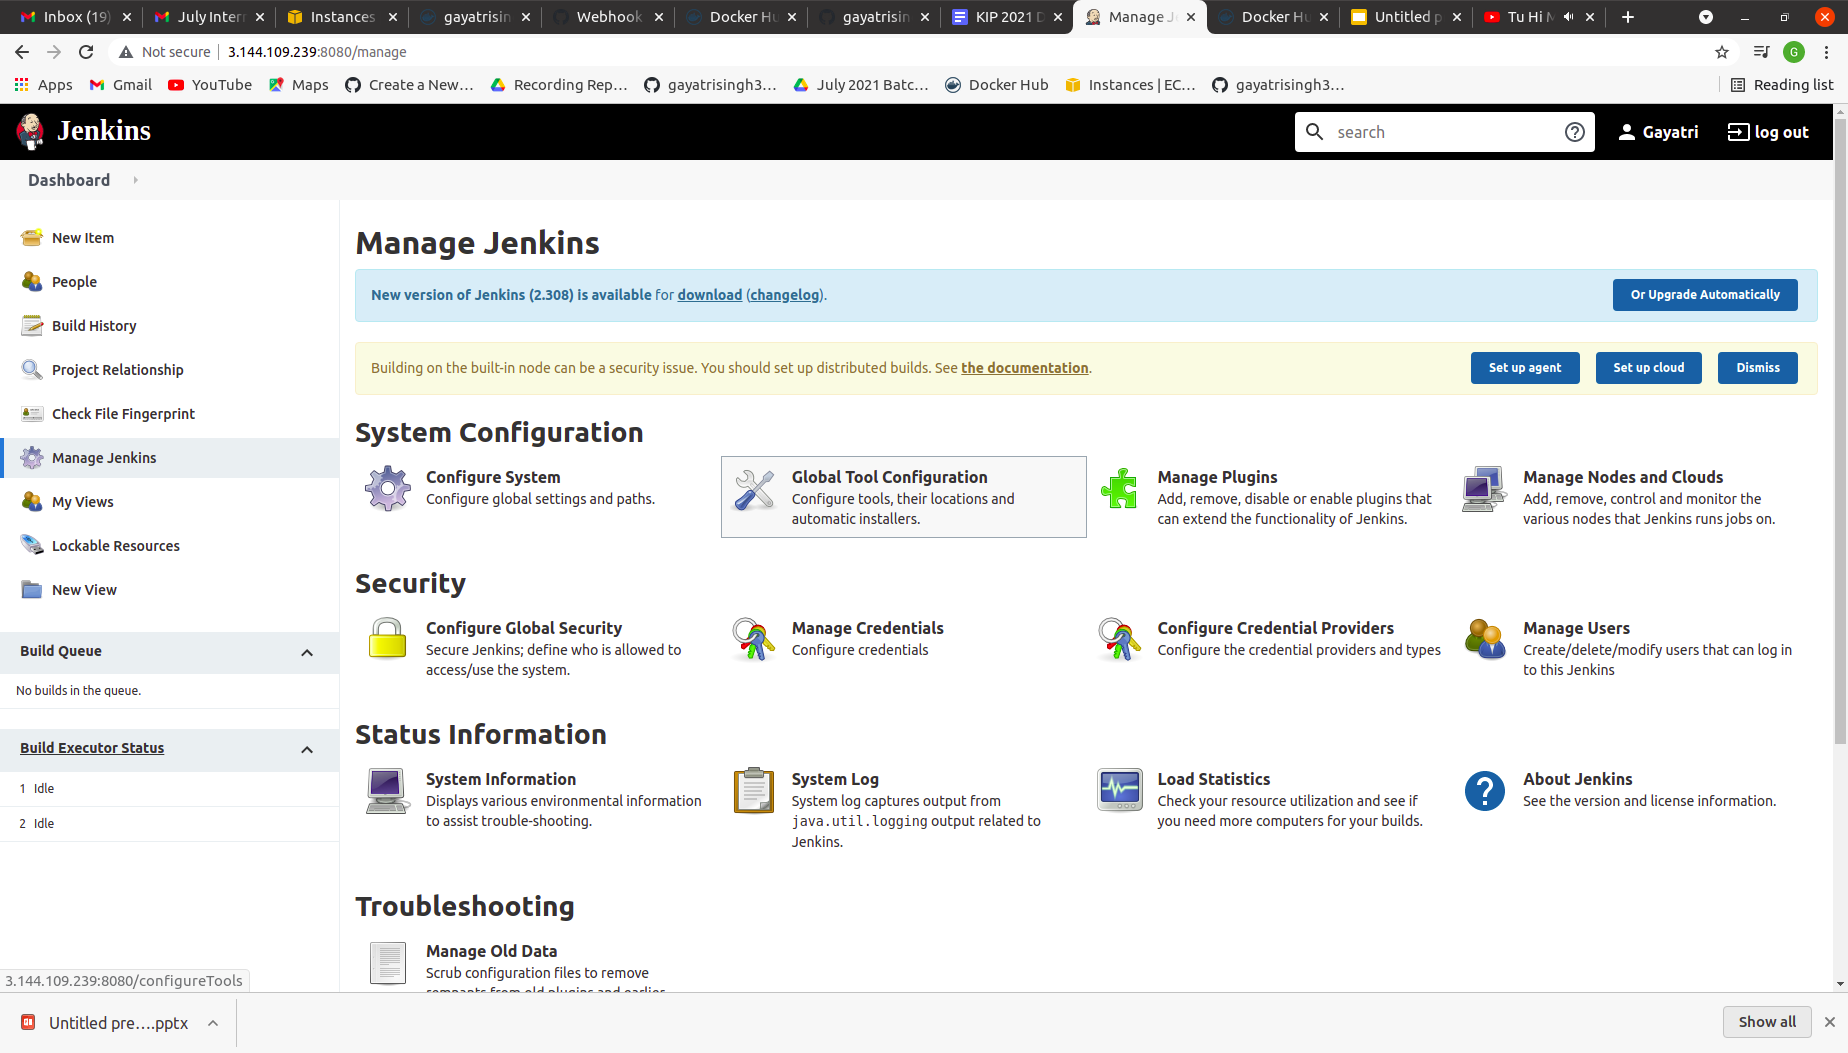 Inbox (19)
July Intern
Instances
gayatrisin
Webhook
Docker Hu
gayatrisin
KIP 2021 D
Manage J
Docker Hu
Untitled p
Tu Hi M
Not secure
3.144.109.239:8080/manage
G
Apps
Gmail
YouTube
Maps
Create a New...
Recording Rep...
gayatrisingh3...
July 2021 Batc...
Docker Hub
Instances | EC...
gayatrisingh3...
Reading list
Jenkins
search
Gayatri
log out
Dashboard
New Item
People
Build History
Project Relationship
Check File Fingerprint
Manage Jenkins
My Views
Lockable Resources
New View
Build Queue
No builds in the queue.
Build Executor Status
1 Idle
2 Idle
Manage Jenkins
New version of Jenkins (2.308) is available for download (changelog).
Or Upgrade Automatically
Building on the built-in node can be a security issue. You should set up distributed builds. See the documentation.
Set up agent
Set up cloud
Dismiss
System Configuration
Configure System
Configure global settings and paths.
Global Tool Configuration
Configure tools, their locations and
automatic installers.
Manage Plugins
Add, remove, disable or enable plugins that
can extend the functionality of Jenkins.
Manage Nodes and Clouds
Add, remove, control and monitor the
various nodes that Jenkins runs jobs on.
Security
Configure Global Security
Secure Jenkins; define who is allowed to
access/use the system.
Manage Credentials
Configure credentials
Configure Credential Providers
Configure the credential providers and types
Manage Users
Create/delete/modify users that can log in
to this Jenkins
Status Information
System Information
Displays various environmental information
to assist trouble-shooting.
System Log
System log captures output from
java.util.logging output related to
Jenkins.
Load Statistics
Check your resource utilization and see if
you need more computers for your builds.
About Jenkins
See the version and license information.
Troubleshooting
Manage Old Data
Scrub configuration files to remove
remnants from old plugins and earlier
3.144.109.239:8080/configureTools
Untitled pre....pptx
Show all